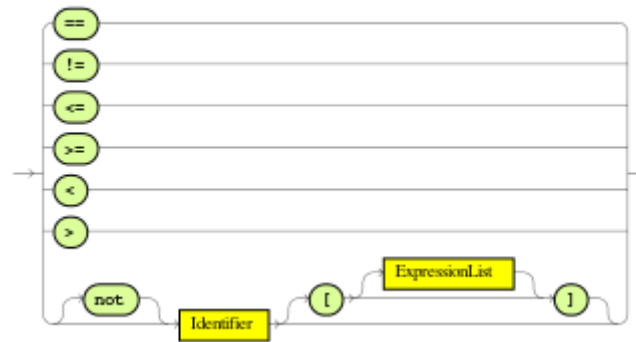 ==
!=
<=
>=
<
>
ExpressionList
not [ ]
Identifier